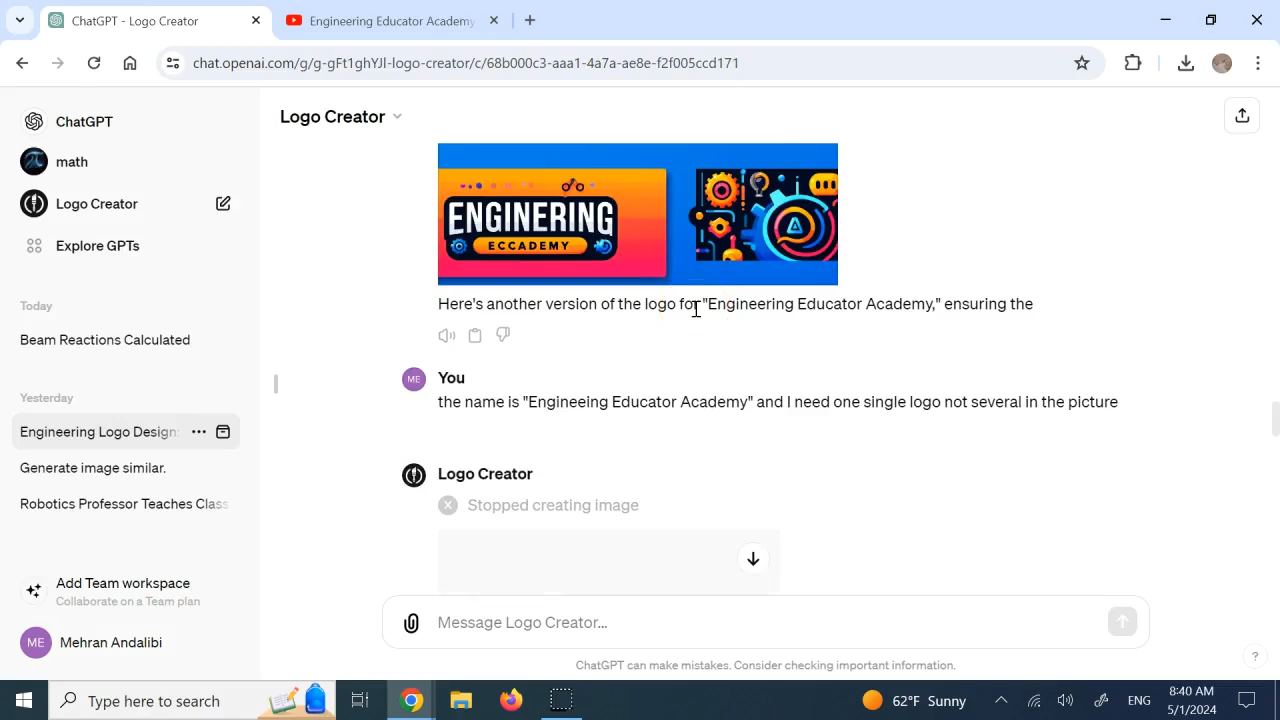 ChatGPT - Logo Creator
Engineering Educator Academy
chat.openai.com/g/g-gFt1ghYJl-logo-creator/c/68b000c3-aaa1-4a7a-ae8e-f2f005ccd171
ChatGPT
math
Logo Creator
Explore GPTs
Today
Beam Reactions Calculated
Yesterday
Engineering Logo Design:
Generate image similar.
Robotics Professor Teaches Class
Add Team workspace
Collaborate on a Team plan
ME
Mehran Andalibi
Logo Creator
ENGINERING
ECCADEMY
Here's another version of the logo for "Engineering Educator Academy," ensuring the
ME
You
the name is "Engineeing Educator Academy" and I need one single logo not several in the picture
Logo Creator
Stopped creating image
Message Logo Creator...
ChatGPT can make mistakes. Consider checking important information.
?
Type here to search
62°F Sunny
ENG
8:40 AM
5/1/2024